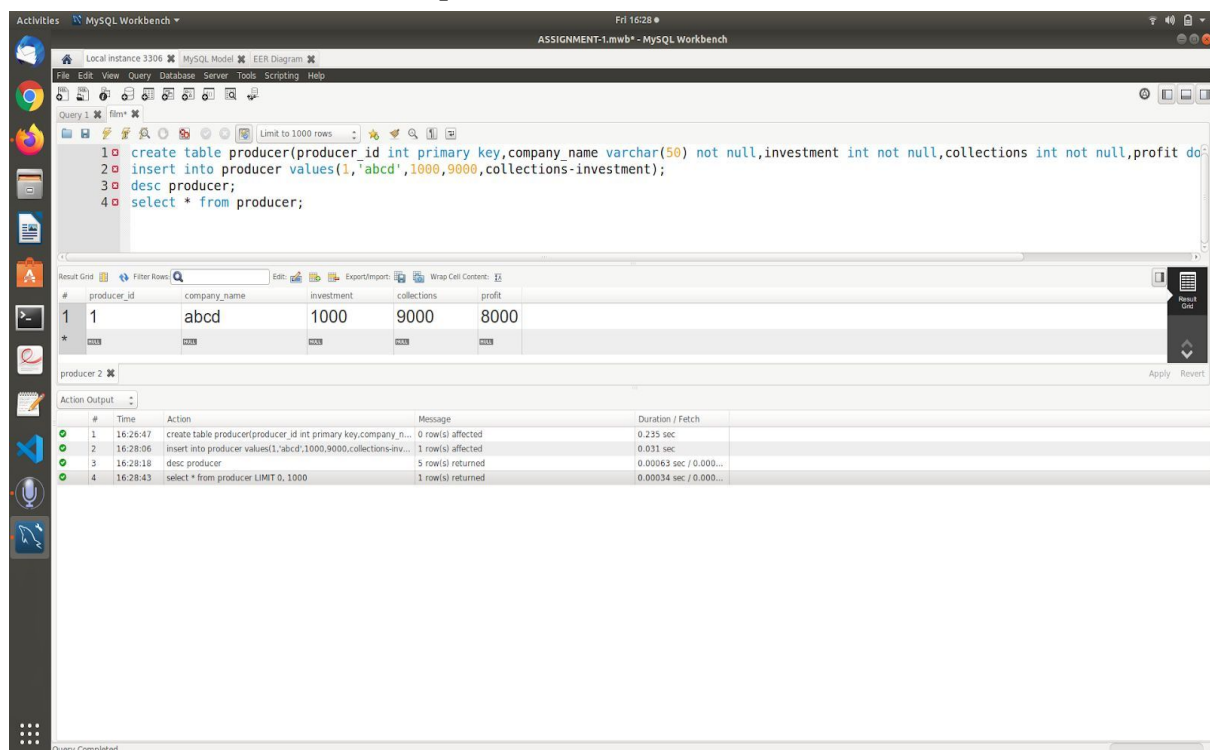 Activities MySQL Workbench Fri 16:28
ASSIGNMENT-1.mwb* - MySQL Workbench
Local instance 3306 MySQL Model EER Diagram
File Edit View Query Database Server Tools Scripting Help
Query 1 film*
Limit to 1000 rows
1 create table producer(producer_id int primary key,company_name varchar(50) not null,investment int not null,collections int not null,profit do
2 insert into producer values(1,'abcd',1000,9000,collections-investment);
3 desc producer;
4 select * from producer;
Result Grid Filter Rows Edit: Export/Import: Wrap Cell Content:
Result Grid
# producer_id company_name investment collections profit
1 1 abcd 1000 9000 8000
* NULL NULL NULL NULL NULL
producer 2 Apply Revert
Action Output
# Time Action Message Duration / Fetch
1 16:26:47 create table producer(producer_id int primary key,company_n... 0 row(s) affected 0.235 sec
2 16:28:06 insert into producer values(1,'abcd',1000,9000,collections-inv... 1 row(s) affected 0.031 sec
3 16:28:18 desc producer 5 row(s) returned 0.00063 sec / 0.000...
4 16:28:43 select * from producer LIMIT 0, 1000 1 row(s) returned 0.00034 sec / 0.000...
Query Completed